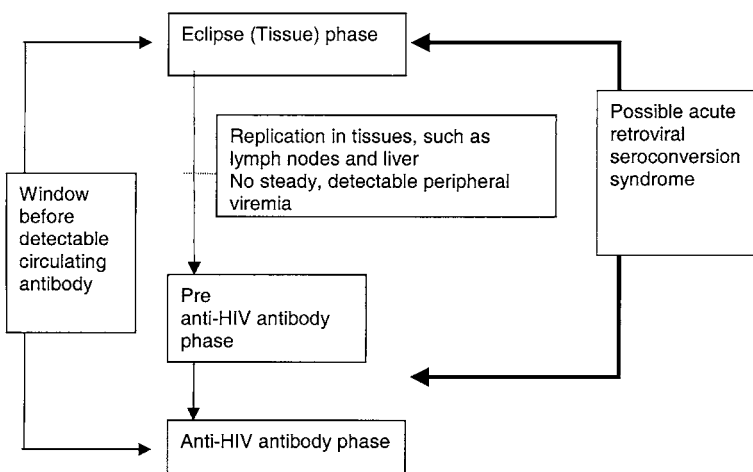 Eclipse (Tissue) phase
Replication in tissues, such as
lymph nodes and liver
No steady, detectable peripheral
viremia
Possible acute
retroviral
seroconversion
syndrome
Window
before
detectable
circulating
antibody
Pre
anti-HIV antibody
phase
Anti-HIV antibody phase